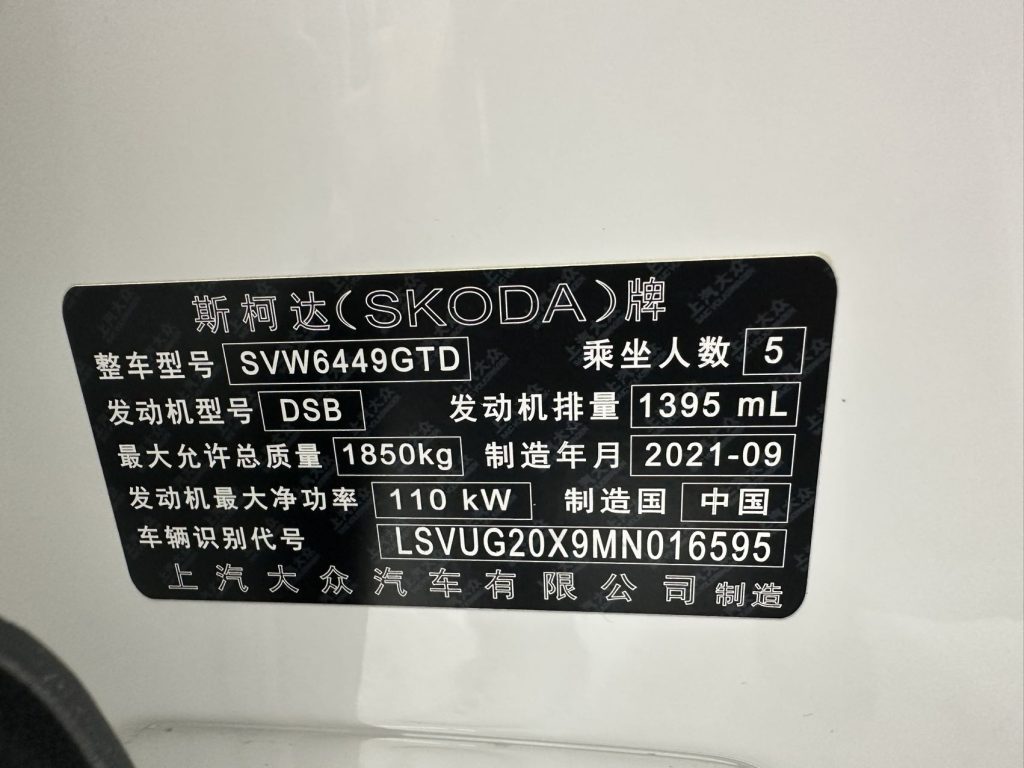 斯柯达(SKODA)牌
整车型号 SVW6449GTD 乘坐人数 5
发动机型号 DSB 发动机排量 1395 mL
最大允许总质量 1850kg 制造年月 2021-09
发动机最大净功率 110 kW 制造国 中国
车辆识别代号 LSVUG20X9MN016595
上汽大众汽车有限公司 制造